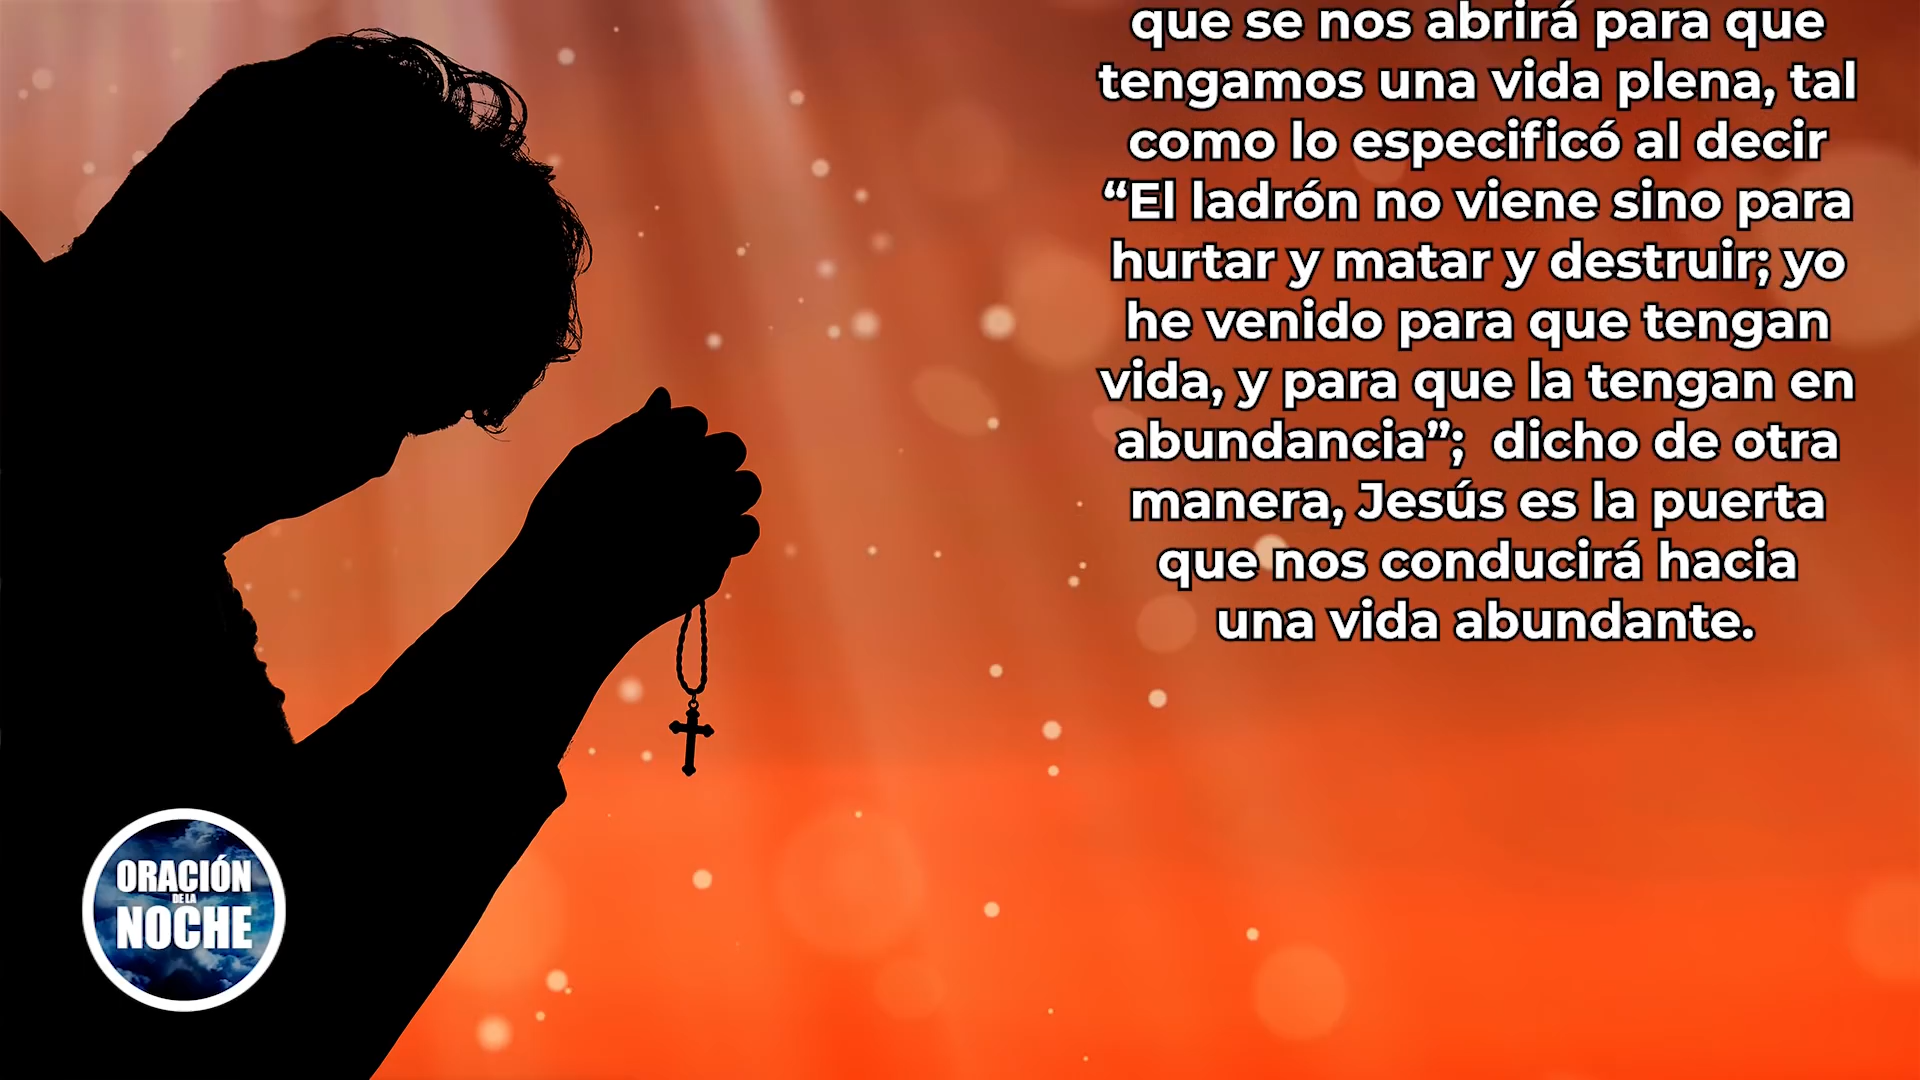 que se nos abrirá para que
tengamos una vida plena, tal
como lo especificó al decir
“El ladrón no viene sino para
hurtar y matar y destruir; yo
he venido para que tengan
vida, y para que la tengan en
abundancia”;  dicho de otra
manera, Jesús es la puerta
que nos conducirá hacia
una vida abundante.
ORACIÓN
DE LA
NOCHE